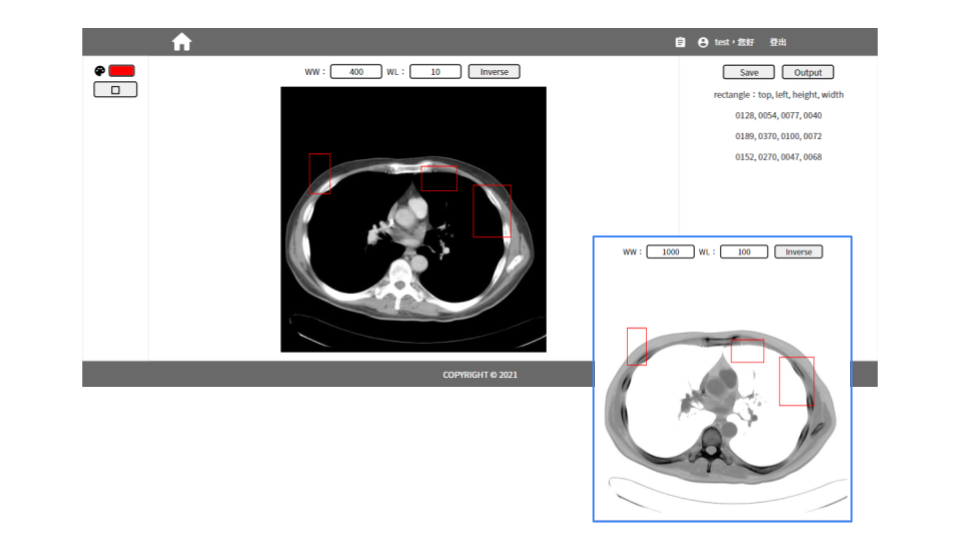 test，您好 登出
WW： 400 WL： 10 Inverse
Save Output
rectangle：top, left, height, width
0128, 0054, 0077, 0040
0189, 0370, 0100, 0072
0152, 0270, 0047, 0068
WW： 1000 WL： 100 Inverse
COPYRIGHT © 2021